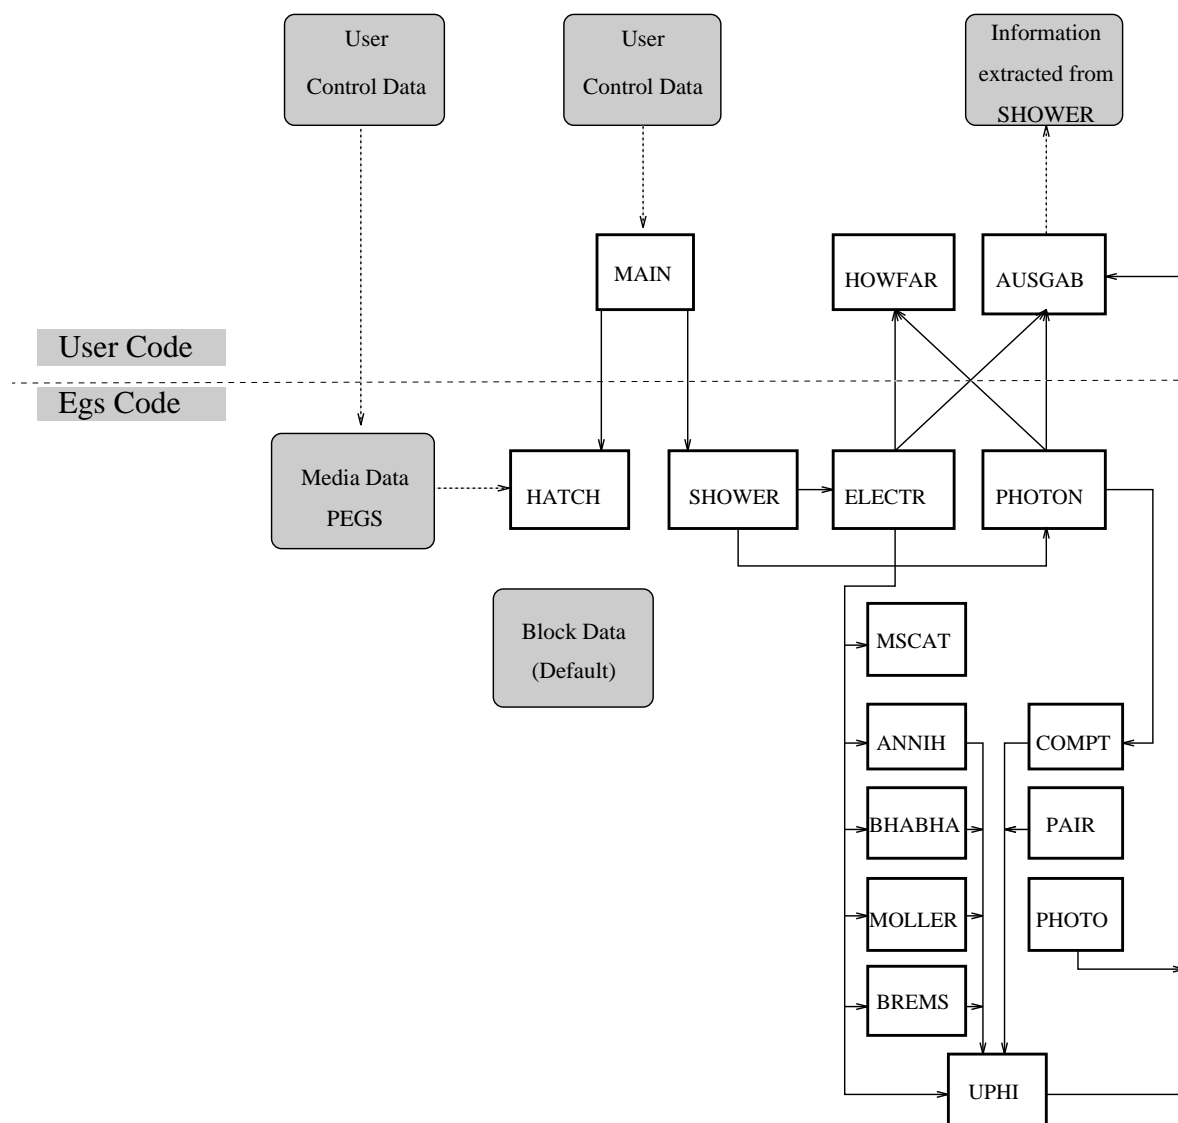 User
Control Data
User
Control Data
Information
extracted from
SHOWER
MAIN
HOWFAR
AUSGAB
User Code
Egs Code
Media Data
PEGS
HATCH
SHOWER
ELECTR
PHOTON
Block Data
(Default)
MSCAT
ANNIH
COMPT
BHABHA
PAIR
MOLLER
PHOTO
BREMS
UPHI